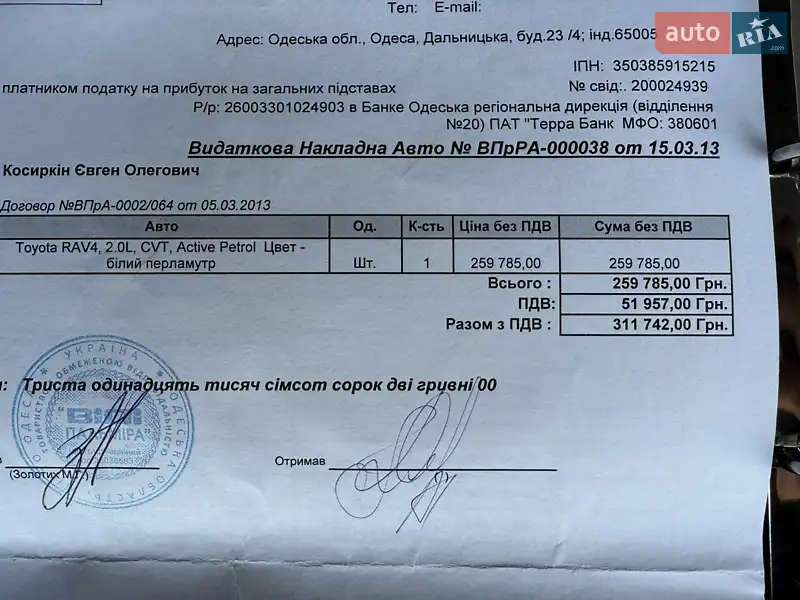 Тел: E-mail:
Адрес: Одеська обл., Одеса, Дальницька, буд.23 /4; інд.65005
auto RIA .com
ІПН: 350385915215
платником податку на прибуток на загальних підставах № свід:. 200024939
Р/р: 26003301024903 в Банке Одеська регіональна дирекція (відділення
№20) ПАТ "Терра Банк МФО: 380601
Видаткова Накладна Авто № ВПрРА-000038 от 15.03.13
Косиркін Євген Олегович
Договор №ВПрА-0002/064 от 05.03.2013
Авто Од. К-сть Ціна без ПДВ Сума без ПДВ
Toyota RAV4, 2.0L, CVT, Active Petrol Цвет -
білий перламутр Шт. 1 259 785,00 259 785,00
Всього : 259 785,00 Грн.
ПДВ: 51 957,00 Грн.
Разом з ПДВ : 311 742,00 Грн.
Триста одинадцять тисяч сімсот сорок дві гривні 00
УКРАЇНА
ОДЕСЬКА ОБЛАСТЬ
Отримав
(Золотих М.Г.)